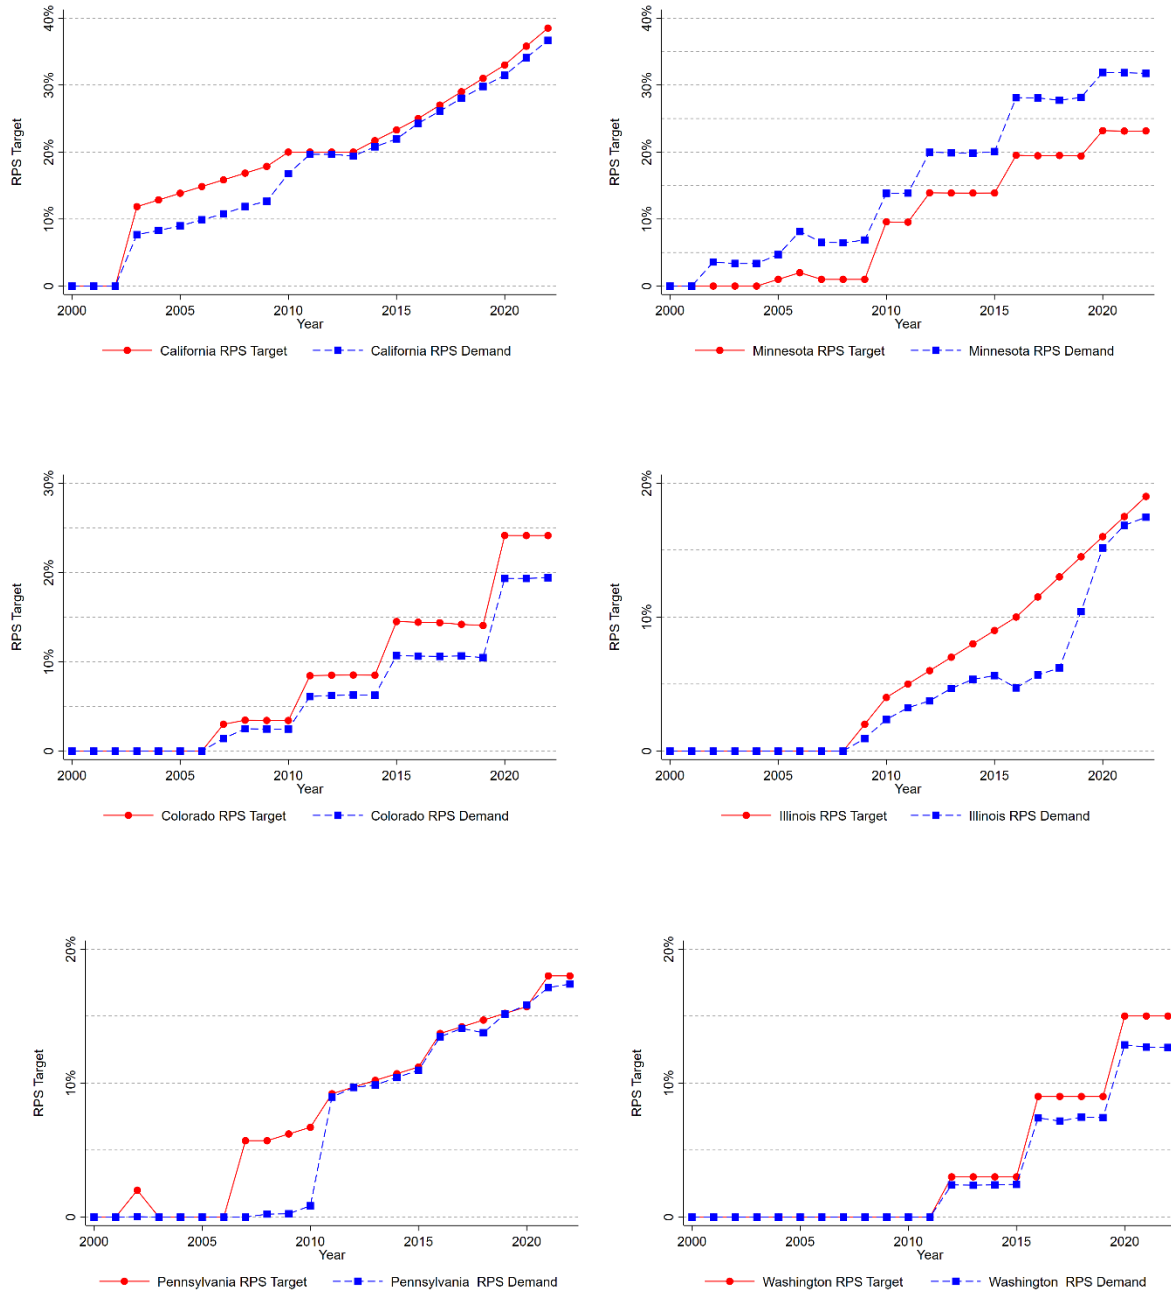 40%
30%
20%
10%
0
RPS Target
2000 2005 2010 2015 2020
Year
California RPS Target California RPS Demand
40%
30%
20%
10%
0
RPS Target
2000 2005 2010 2015 2020
Year
Minnesota RPS Target Minnesota RPS Demand
30%
20%
10%
0
RPS Target
2000 2005 2010 2015 2020
Year
Colorado RPS Target Colorado RPS Demand
20%
10%
0
RPS Target
2000 2005 2010 2015 2020
Year
Illinois RPS Target Illinois RPS Demand
20%
10%
0
RPS Target
2000 2005 2010 2015 2020
Year
Pennsylvania RPS Target Pennsylvania RPS Demand
20%
10%
0
RPS Target
2000 2005 2010 2015 2020
Year
Washington RPS Target Washington RPS Demand